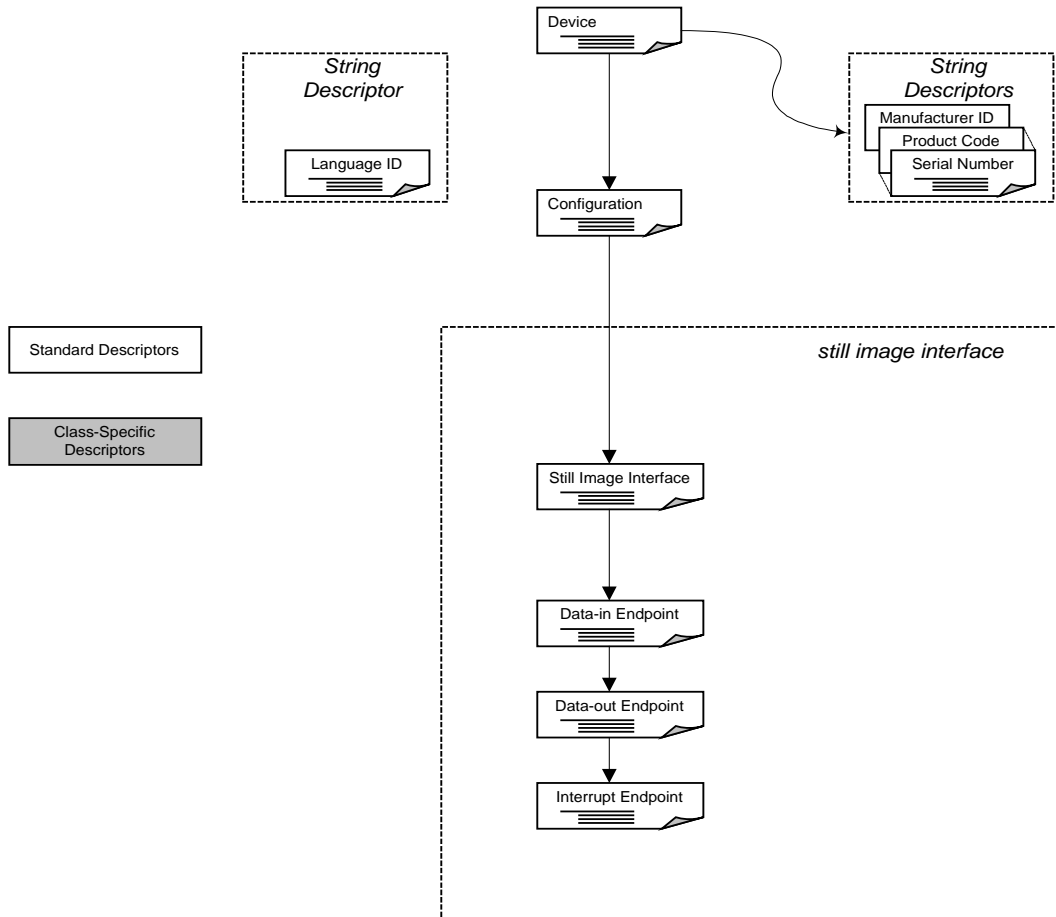 Device
String
Descriptor
Language ID
String
Descriptors
Manufacturer ID
Product Code
Serial Number
Configuration
Standard Descriptors
Class-Specific
Descriptors
still image interface
Still Image Interface
Data-in Endpoint
Data-out Endpoint
Interrupt Endpoint